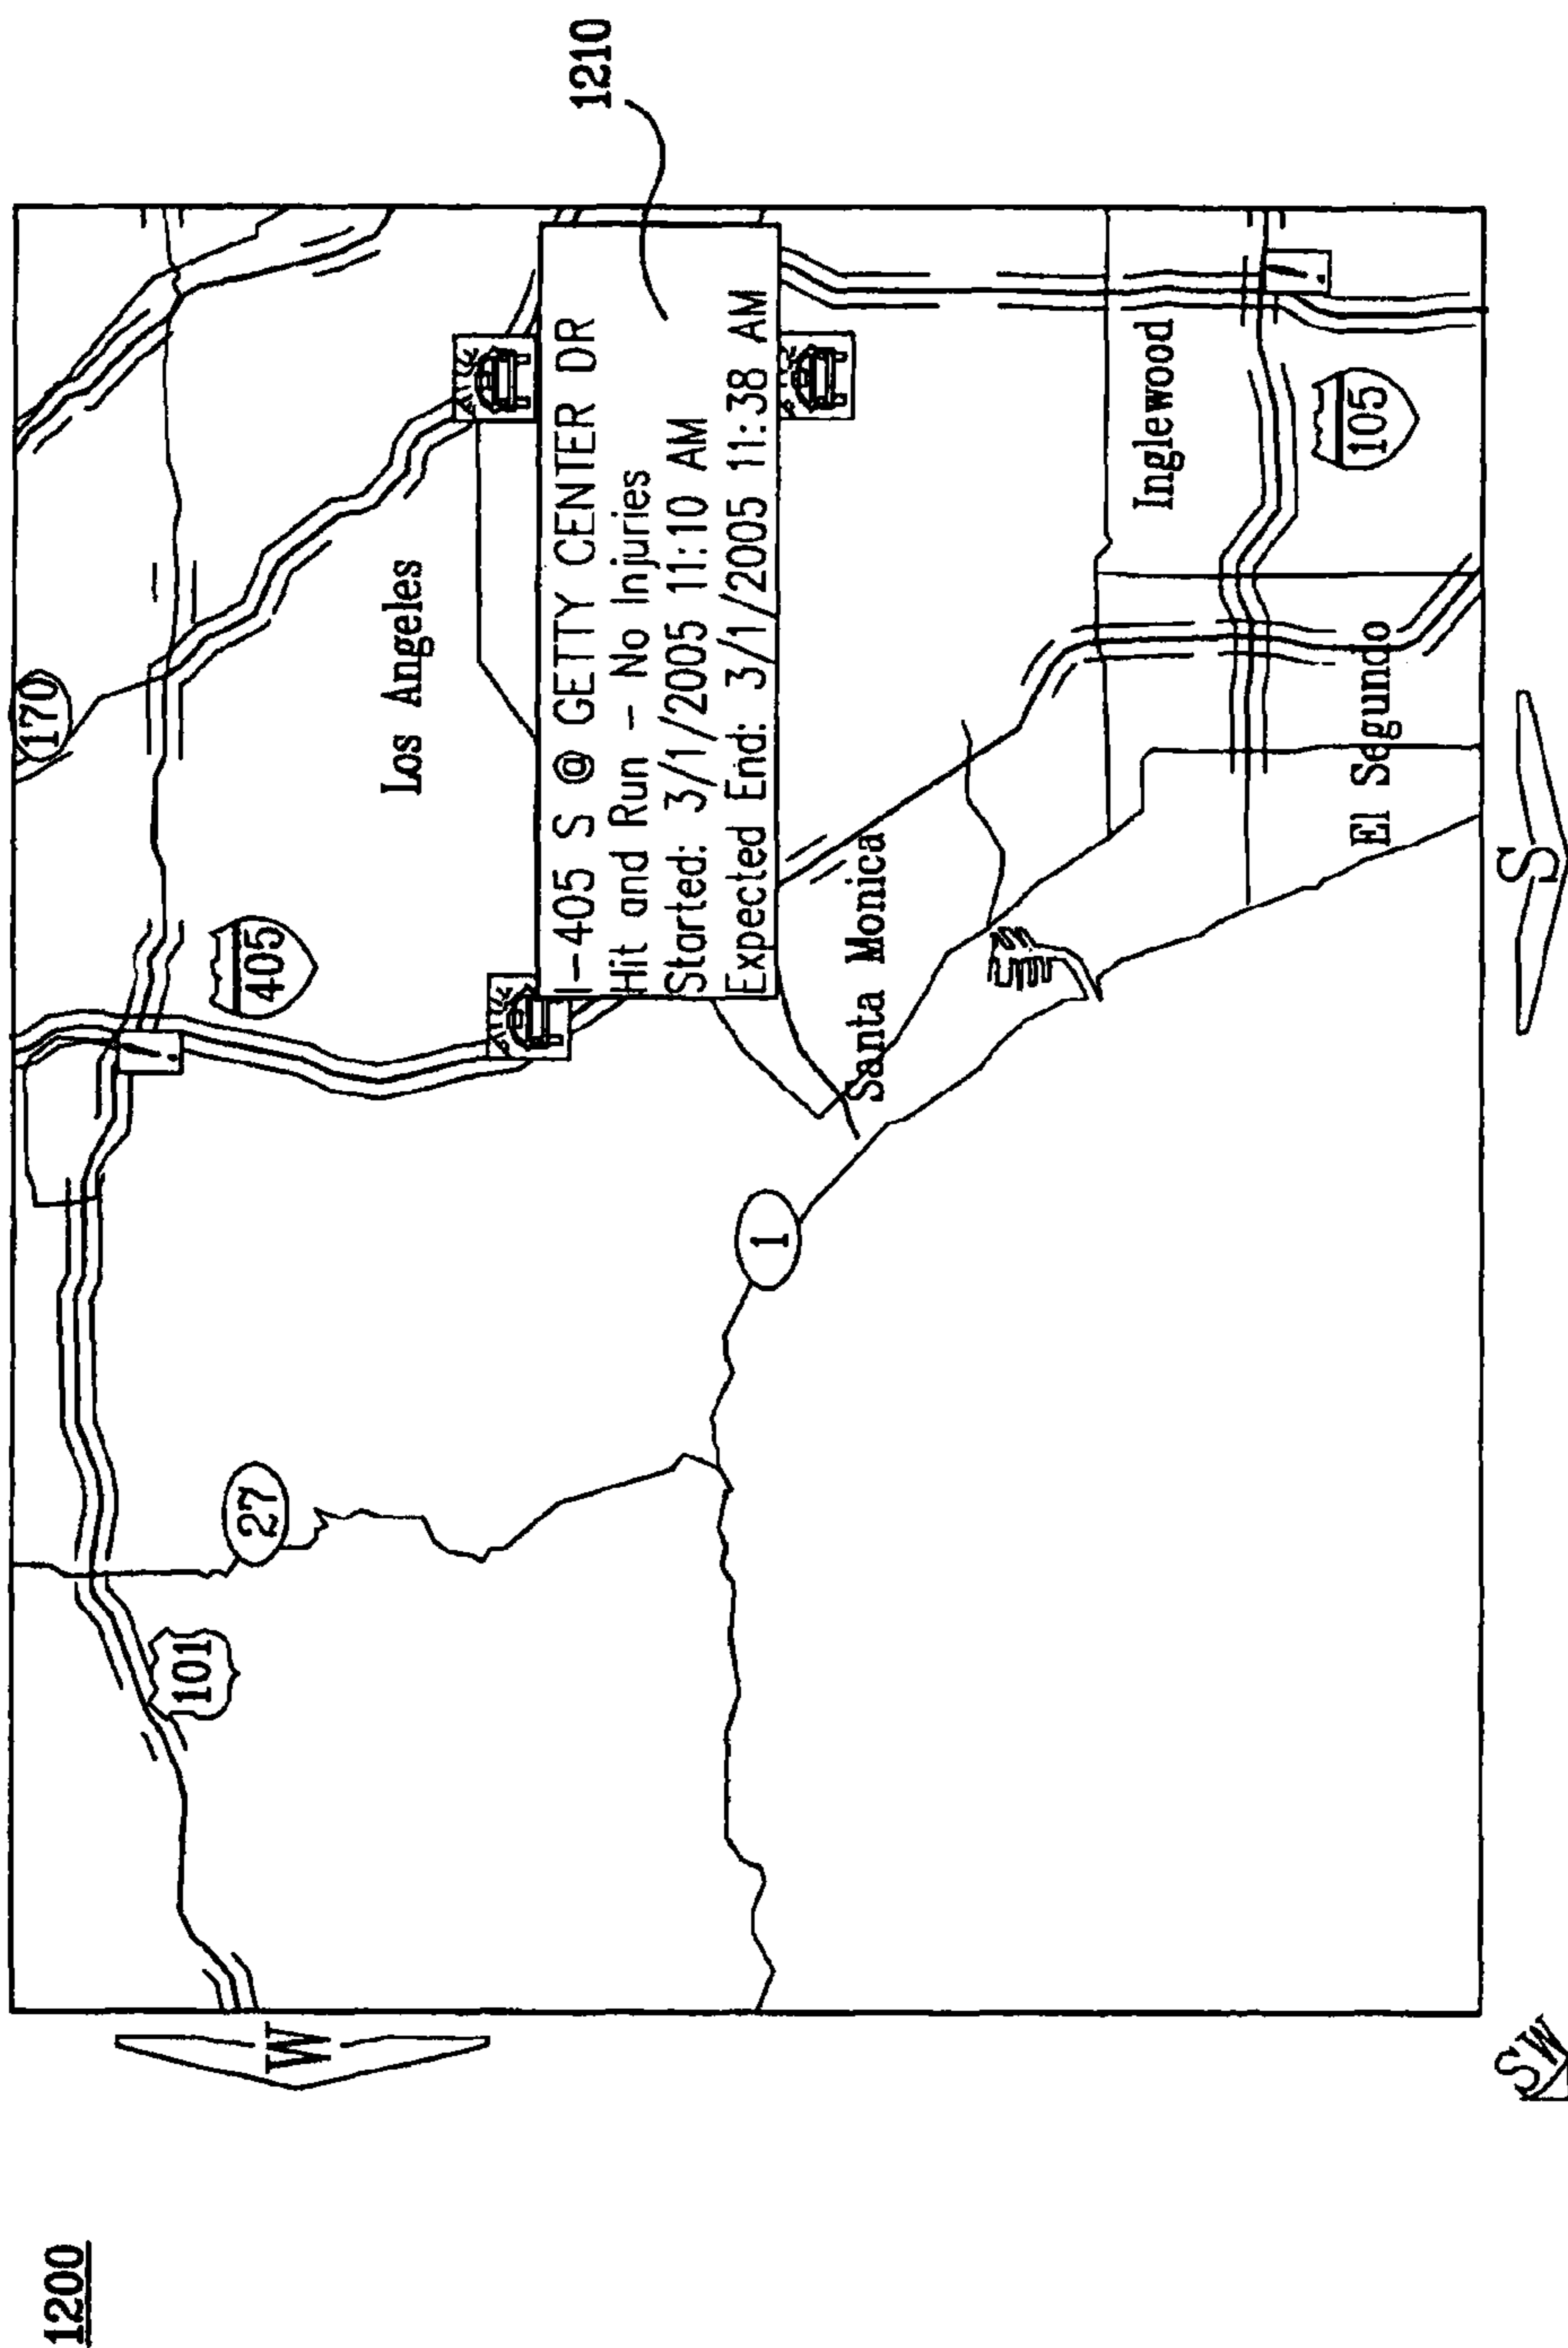 1200
170
405
Los Angeles
101
27
W
I-405 S @ GETTY CENTER DR
Hit and Run - No Injuries
Started: 3/1/2005 11:10 AM
Expected End: 3/1/2005 11:38 AM
1210
1
Santa Monica
Inglewood
105
El Segundo
SW
S